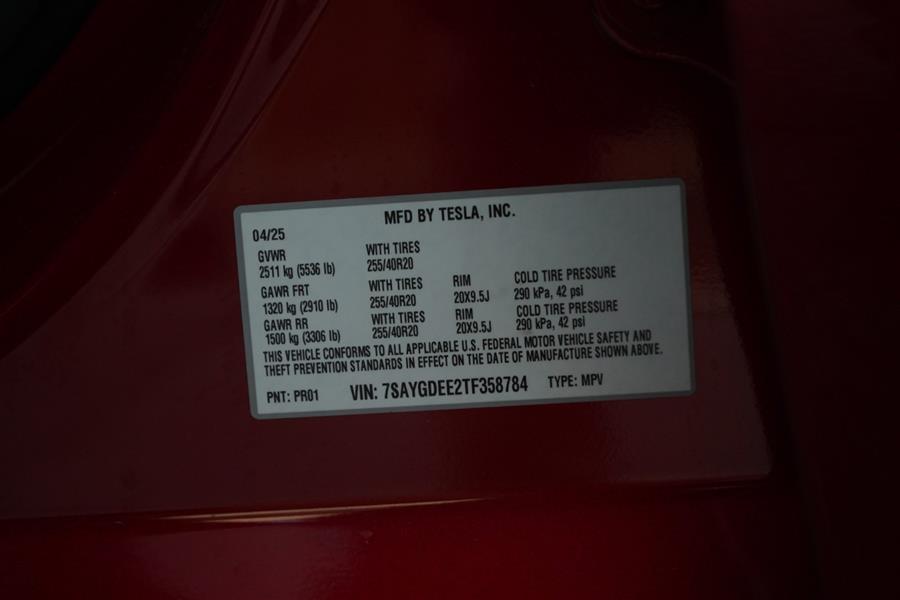 MFD BY TESLA, INC.
04/25
GVWR WITH TIRES
2511 kg (5536 lb) 255/40R20
GAWR FRT WITH TIRES RIM COLD TIRE PRESSURE
1320 kg (2910 lb) 255/40R20 20X9.5J 290 kPa, 42 psi
GAWR RR WITH TIRES RIM COLD TIRE PRESSURE
1500 kg (3306 lb) 255/40R20 20X9.5J 290 kPa, 42 psi
THIS VEHICLE CONFORMS TO ALL APPLICABLE U.S. FEDERAL MOTOR VEHICLE SAFETY AND
THEFT PREVENTION STANDARDS IN EFFECT ON THE DATE OF MANUFACTURE SHOWN ABOVE.
PNT: PR01 VIN: 7SAYGDEE2TF358784 TYPE: MPV